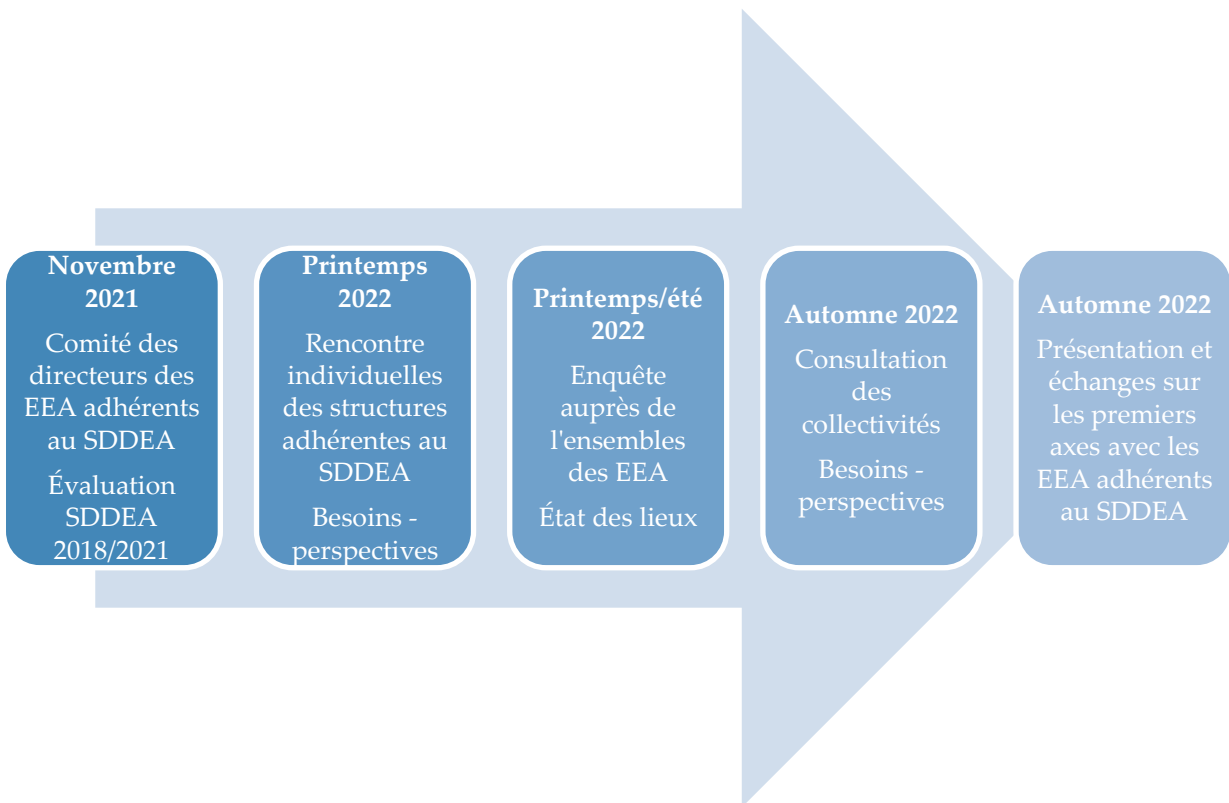 Novembre
2021
Comité des
directeurs des
EEA adhérents
au SDDEA
Évaluation
SDDEA
2018/2021
Printemps
2022
Rencontre
individuelles
des structures
adhérentes au
SDDEA
Besoins -
perspectives
Printemps/été
2022
Enquête
auprès de
l'ensembles
des EEA
État des lieux
Automne 2022
Consultation
des
collectivités
Besoins -
perspectives
Automne 2022
Présentation et
échanges sur
les premiers
axes avec les
EEA adhérents
au SDDEA